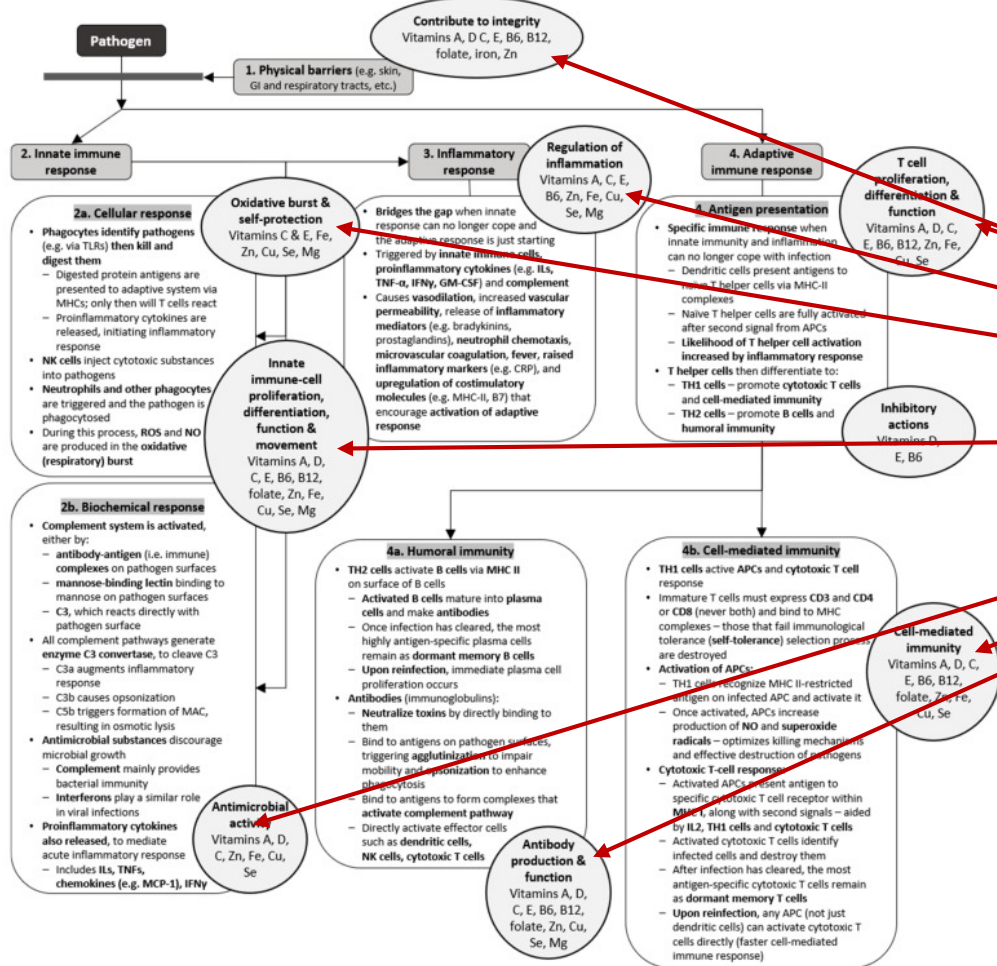 Contribute to integrity
Vitamins A, D C, E, B6, B12,
folate, iron, Zn
Pathogen
1. Physical barriers (e.g. skin,
GI and respiratory tracts, etc.)
2. Innate immune
response
3. Inflammatory
response
Regulation of
inflammation
Vitamins A, C, E,
B6, Zn, Fe, Cu,
Se, Mg
4. Adaptive
immune response
T cell
proliferation,
differentiation &
function
Vitamins A, D, C,
E, B6, B12, Zn, Fe,
Cu, Se
Oxidative burst &
self-protection
Vitamins C & E, Fe,
Zn, Cu, Se, Mg
2a. Cellular response
• Phagocytes identify pathogens
(e.g. via TLRs) then kill and
digest them
– Digested protein antigens are
presented to adaptive system via
MHCs; only then will T cells react
– Proinflammatory cytokines are
released, initiating inflammatory
response
• NK cells inject cytotoxic substances
into pathogens
• Neutrophils and other phagocytes
are triggered and the pathogen is
phagocytosed
• During this process, ROS and NO
are produced in the oxidative
(respiratory) burst
• Bridges the gap when innate
response can no longer cope and
the adaptive response is just starting
• Triggered by innate immune cells,
proinflammatory cytokines (e.g. ILs,
TNF-α, IFNγ, GM-CSF) and complement
• Causes vasodilation, increased vascular
permeability, release of inflammatory
mediators (e.g. bradykinins,
prostaglandins), neutrophil chemotaxis,
microvascular coagulation, fever, raised
inflammatory markers (e.g. CRP), and
upregulation of costimulatory
molecules (e.g. MHC-II, B7) that
encourage activation of adaptive
response
4. Antigen presentation
• Specific immune response when
innate immunity and inflammation
can no longer cope with infection
– Dendritic cells present antigens to
naïve T helper cells via MHC-II
complexes
– Naïve T helper cells are fully activated
after second signal from APCs
– Likelihood of T helper cell activation
increased by inflammatory response
• T helper cells then differentiate to:
– TH1 cells – promote cytotoxic T cells
and cell-mediated immunity
– TH2 cells – promote B cells and
humoral immunity
Innate
immune-cell
proliferation,
differentiation,
function &
movement
Vitamins A, D,
C, E, B6, B12,
folate, Zn, Fe,
Cu, Se, Mg
Inhibitory
actions
Vitamins D,
E, B6
2b. Biochemical response
• Complement system is activated,
either by:
– antibody-antigen (i.e. immune)
complexes on pathogen surfaces
– mannose-binding lectin binding to
mannose on pathogen surfaces
– C3, which reacts directly with
pathogen surface
• All complement pathways generate
enzyme C3 convertase, to cleave C3
– C3a augments inflammatory
response
– C3b causes opsonization
– C5b triggers formation of MAC,
resulting in osmotic lysis
• Antimicrobial substances discourage
microbial growth
– Complement mainly provides
bacterial immunity
– Interferons play a similar role
in viral infections
• Proinflammatory cytokines
also released, to mediate
acute inflammatory response
– Includes ILs, TNFs,
chemokines (e.g. MCP-1), IFNγ
Antimicrobial
activity
Vitamins A, D,
C, Zn, Fe, Cu,
Se
4a. Humoral immunity
• TH2 cells activate B cells via MHC II
on surface of B cells
– Activated B cells mature into plasma
cells and make antibodies
– Once infection has cleared, the most
highly antigen-specific plasma cells
remain as dormant memory B cells
– Upon reinfection, immediate plasma cell
proliferation occurs
• Antibodies (immunoglobulins):
– Neutralize toxins by directly binding to
them
– Bind to antigens on pathogen surfaces,
triggering agglutinization to impair
mobility and opsonization to enhance
phagocytosis
– Bind to antigens to form complexes that
activate complement pathway
– Directly activate effector cells
such as dendritic cells,
NK cells, cytotoxic T cells
Antibody
production &
function
Vitamins A, D,
C, E, B6, B12,
folate, Zn, Cu,
Se, Mg
4b. Cell-mediated immunity
• TH1 cells active APCs and cytotoxic T cell
response
• Immature T cells must express CD3 and CD4
or CD8 (never both) and bind to MHC
complexes – those that fail immunological
tolerance (self-tolerance) selection process
are destroyed
• Activation of APCs:
– TH1 cells recognize MHC II-restricted
antigen on infected APC and activate it
– Once activated, APCs increase
production of NO and superoxide
radicals – optimizes killing mechanisms
and effective destruction of pathogens
• Cytotoxic T-cell response:
– Activated APCs present antigen to
specific cytotoxic T cell receptor within
MHC I, along with second signals – aided
by IL2, TH1 cells and cytotoxic T cells
– Activated cytotoxic T cells identify
infected cells and destroy them
– After infection has cleared, the most
antigen-specific cytotoxic T cells remain
as dormant memory T cells
– Upon reinfection, any APC (not just
dendritic cells) can activate cytotoxic T
cells directly (faster cell-mediated
immune response)
Cell-mediated
immunity
Vitamins A, D, C,
E, B6, B12,
folate, Zn, Fe,
Cu, Se